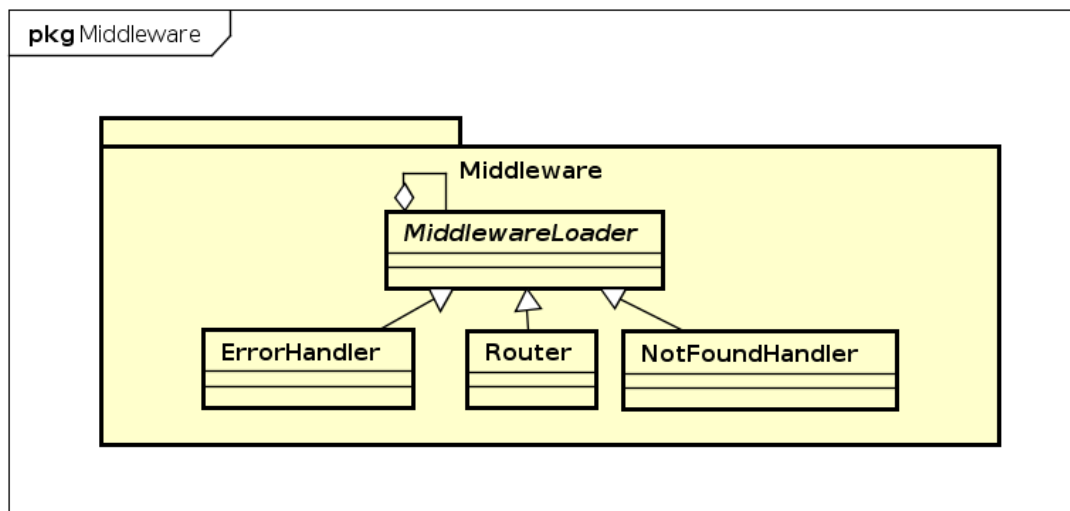 pkg Middleware
Middleware
MiddlewareLoader
ErrorHandler
Router
NotFoundHandler